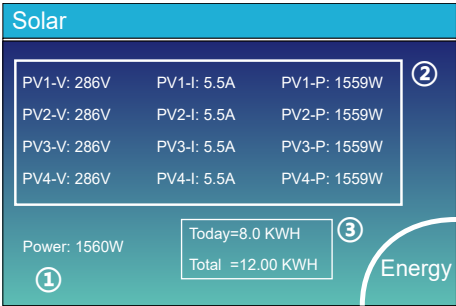 Solar
PV1-V: 286V PV1-I: 5.5A PV1-P: 1559W
PV2-V: 286V PV2-I: 5.5A PV2-P: 1559W
PV3-V: 286V PV3-I: 5.5A PV3-P: 1559W
PV4-V: 286V PV4-I: 5.5A PV4-P: 1559W
②
Power: 1560W
①
Today=8.0 KWH
Total =12.00 KWH
③
Energy